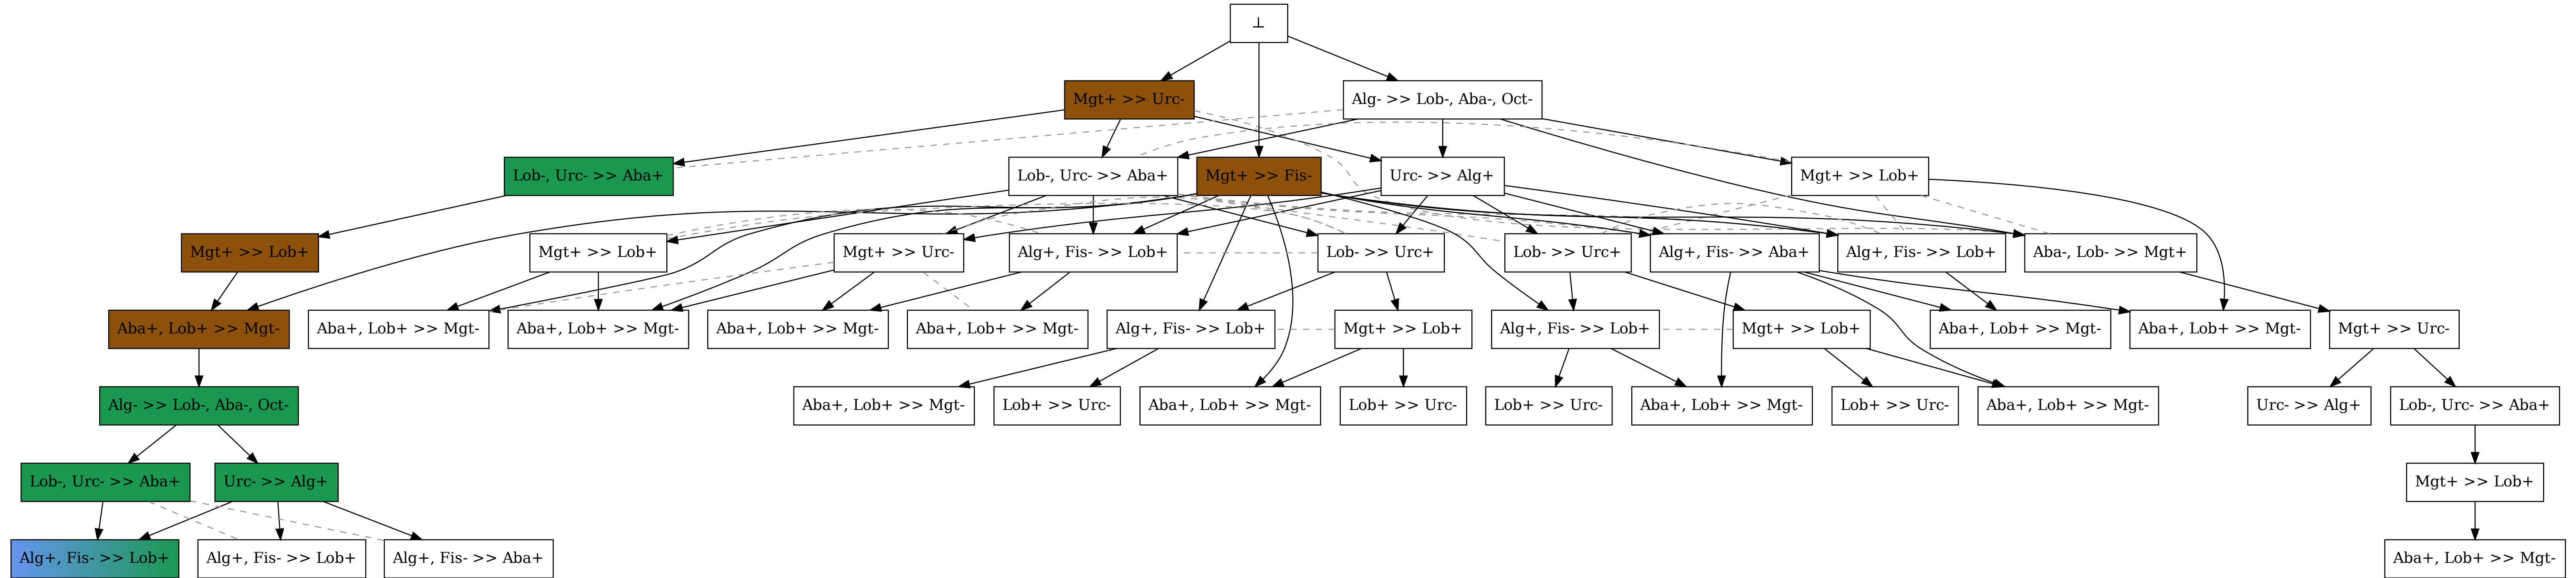 ⊥
Mgt+ >> Urc-
Alg- >> Lob-, Aba-, Oct-
Lob-, Urc- >> Aba+
Lob-, Urc- >> Aba+
Mgt+ >> Fis-
Urc- >> Alg+
Mgt+ >> Lob+
Mgt+ >> Lob+
Mgt+ >> Lob+
Mgt+ >> Urc-
Alg+, Fis- >> Lob+
Lob- >> Urc+
Lob- >> Urc+
Alg+, Fis- >> Aba+
Alg+, Fis- >> Lob+
Aba-, Lob- >> Mgt+
Aba+, Lob+ >> Mgt-
Aba+, Lob+ >> Mgt-
Aba+, Lob+ >> Mgt-
Aba+, Lob+ >> Mgt-
Aba+, Lob+ >> Mgt-
Alg+, Fis- >> Lob+
Mgt+ >> Lob+
Alg+, Fis- >> Lob+
Mgt+ >> Lob+
Aba+, Lob+ >> Mgt-
Aba+, Lob+ >> Mgt-
Mgt+ >> Urc-
Alg- >> Lob-, Aba-, Oct-
Aba+, Lob+ >> Mgt-
Lob+ >> Urc-
Aba+, Lob+ >> Mgt-
Lob+ >> Urc-
Lob+ >> Urc-
Aba+, Lob+ >> Mgt-
Lob+ >> Urc-
Aba+, Lob+ >> Mgt-
Urc- >> Alg+
Lob-, Urc- >> Aba+
Lob-, Urc- >> Aba+
Urc- >> Alg+
Mgt+ >> Lob+
Alg+, Fis- >> Lob+
Alg+, Fis- >> Lob+
Alg+, Fis- >> Aba+
Aba+, Lob+ >> Mgt-